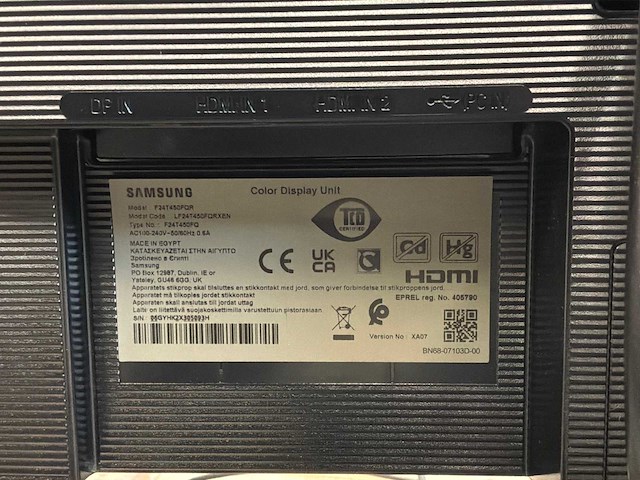 DP IN HDMI IN 1 HDMI IN 2 PC IN
SAMSUNG Color Display Unit
Model : F24T450FQR
Model Code : LF24T450FQRXEN
Type No. : F24T450FQ
AC100-240V~50/60Hz 0.6A
TCO
CERTIFIED
MADE IN EGYPT
ΚΑΤΑΣΚΕΥΑΖΕΤΑΙ ΣΤΗΝ ΑΙΓΥΠΤΟ
Зроблено в Єгипті
Samsung
PO Box 12987, Dublin. IE or
Yateley, GU46 6GG, UK
CE UK CA Cd Hg
HDMI
Apparatets stikprop skal tilsluttes en stikkontakt med jord, som giver forbindelse til stikproppens jord.
Apparatet må tilkoples jordet stikkontakt
Apparaten skall anslutas till jordat uttag
Laite on liitettävä suojakoskettimilla varustettuun pistorasiaan
EPREL reg. No. 405790
S/N : 06GYHK2X305093H
Version No : XA07
BN68-07103D-00